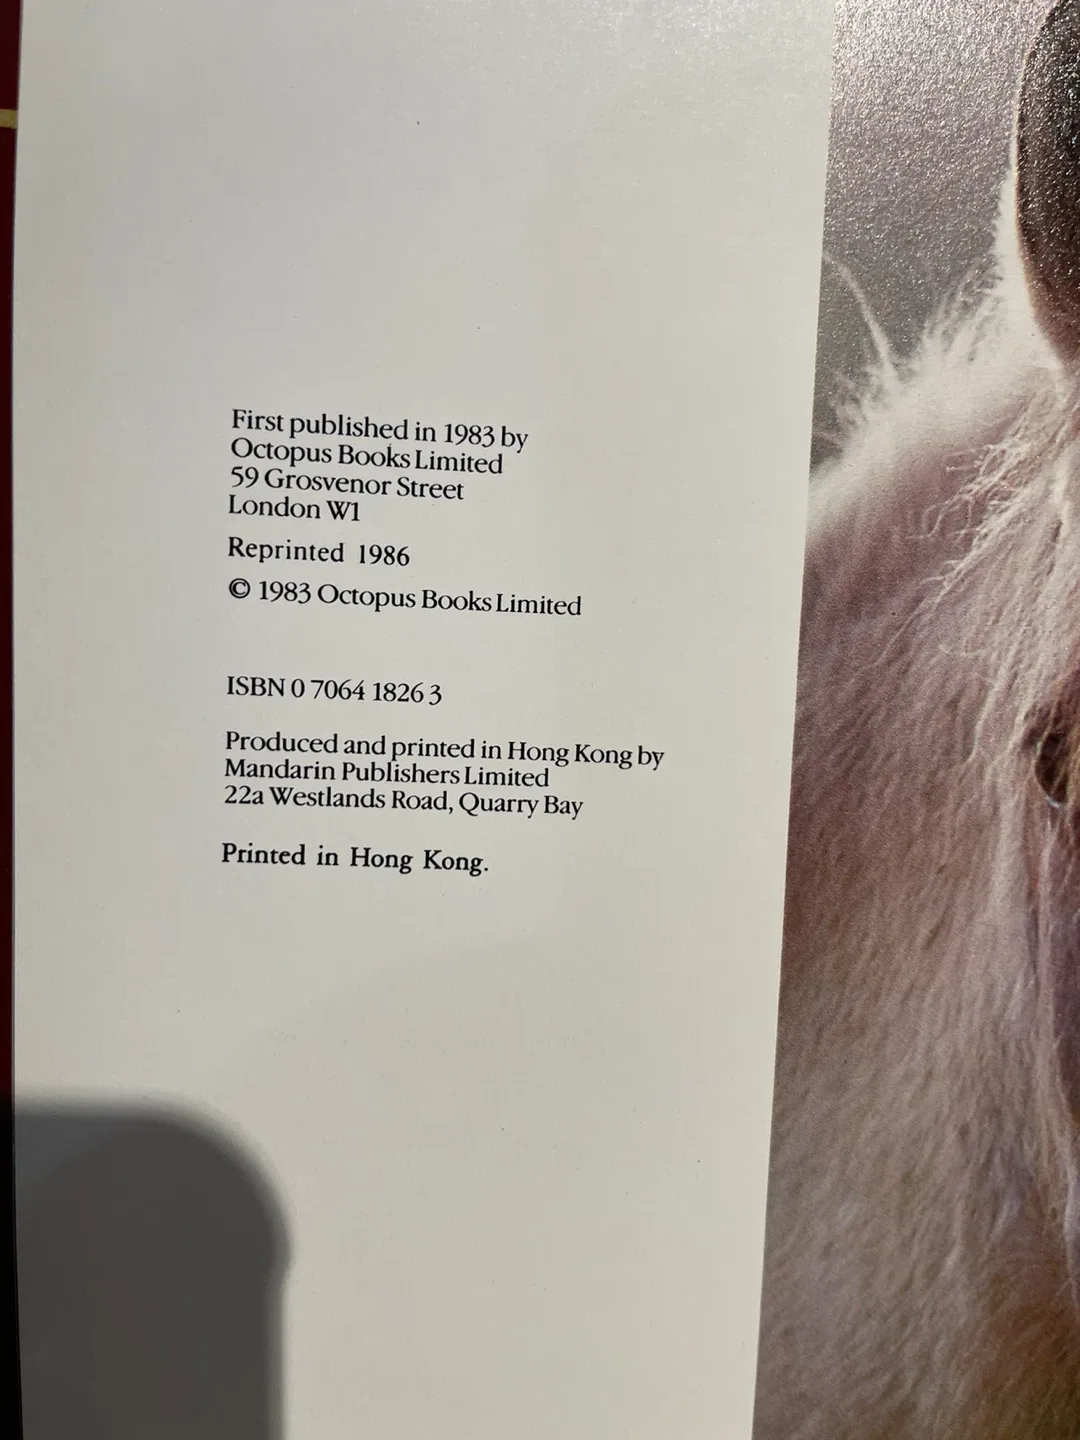 First published in 1983 by
Octopus Books Limited
59 Grosvenor Street
London W1
Reprinted 1986
© 1983 Octopus Books Limited
ISBN 0 7064 1826 3
Produced and printed in Hong Kong by
Mandarin Publishers Limited
22a Westlands Road, Quarry Bay
Printed in Hong Kong.